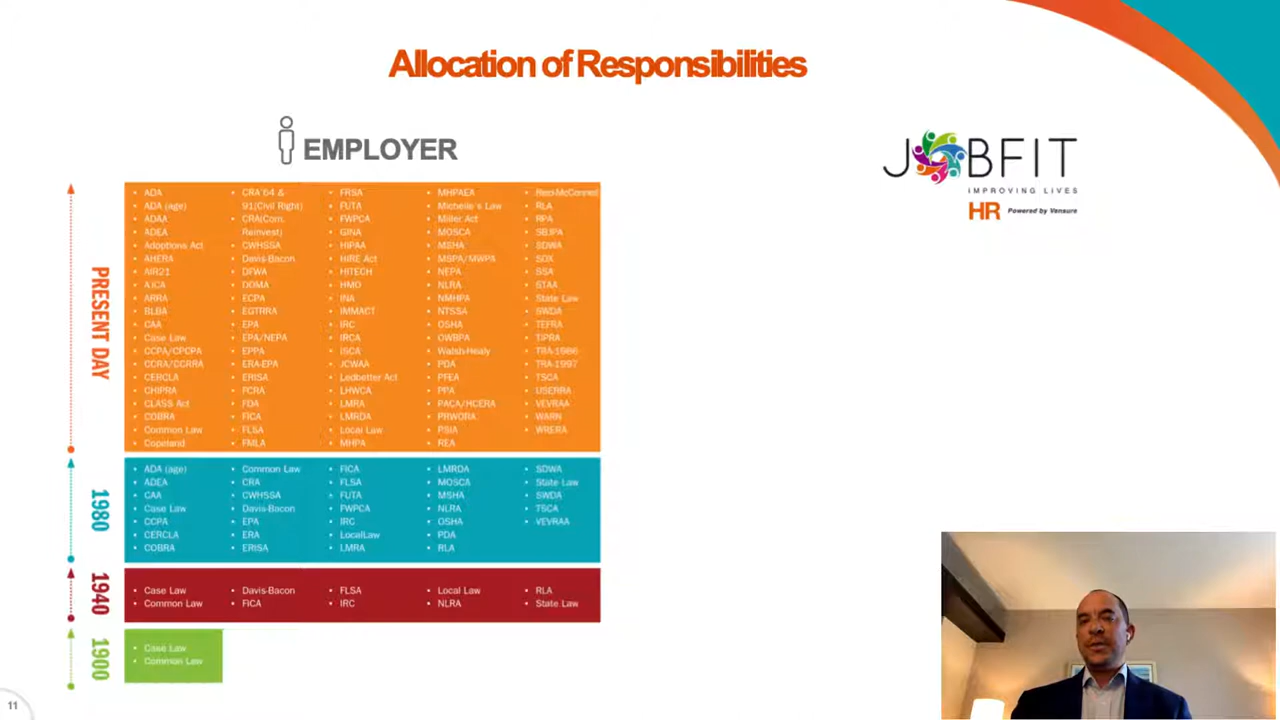 Allocation of Responsibilities
EMPLOYER
JOBFIT
IMPROVING LIVES
HR Powered by Vensure
PRESENT DAY
• ADA
• ADA (age)
• ADAA
• ADEA
• Adoptions Act
• AHERA
• AIR21
• AJCA
• ARRA
• BLBA
• CAA
• Case Law
• CCPA/CPCPA
• CCRA/CCRRA
• CERCLA
• CHIPRA
• CLASS Act
• COBRA
• Common Law
• Copeland
• CRA'64 &
91(Civil Right)
• CRA(Com.
Reinvest)
• CWHSSA
• Davis-Bacon
• DFWA
• DOMA
• ECPA
• EGTRRA
• EPA
• EPA/NEPA
• EPPA
• ERA-EPA
• ERISA
• FCRA
• FDA
• FICA
• FLSA
• FMLA
• FRSA
• FUTA
• FWPCA
• GINA
• HIPAA
• HIRE Act
• HITECH
• HMO
• INA
• IMMACT
• IRC
• IRCA
• ISCA
• JCWAA
• Ledbetter Act
• LHWCA
• LMRA
• LMRDA
• Local Law
• MHPA
• MHPAEA
• Michelle's Law
• Miller Act
• MOSCA
• MSHA
• MSPA/MWPA
• NEPA
• NLRA
• NMHPA
• NTSSA
• OSHA
• OWBPA
• Walsh-Healy
• PDA
• PFEA
• PPA
• PACA/HCERA
• PRWORA
• PSIA
• REA
• RLA
• RPA
• SBJPA
• SDWA
• SOX
• SSA
• STAA
• State Law
• SWDA
• TEFRA
• TIPRA
• TRA-1986
• TRA-1997
• TSCA
• USERRA
• VEVRAA
• WARN
• WRERA
1980
• ADA (age)
• ADEA
• CAA
• Case Law
• CCPA
• CERCLA
• COBRA
• Common Law
• CRA
• CWHSSA
• Davis-Bacon
• EPA
• ERA
• ERISA
• FICA
• FLSA
• FUTA
• FWPCA
• IRC
• LocalLaw
• LMRA
• LMRDA
• MOSCA
• MSHA
• NLRA
• OSHA
• PDA
• RLA
• SDWA
• State Law
• SWDA
• TSCA
• VEVRAA
1940
• Case Law
• Common Law
• Davis-Bacon
• FICA
• FLSA
• IRC
• Local Law
• NLRA
• RLA
• State Law
1900
• Case Law
• Common Law
11